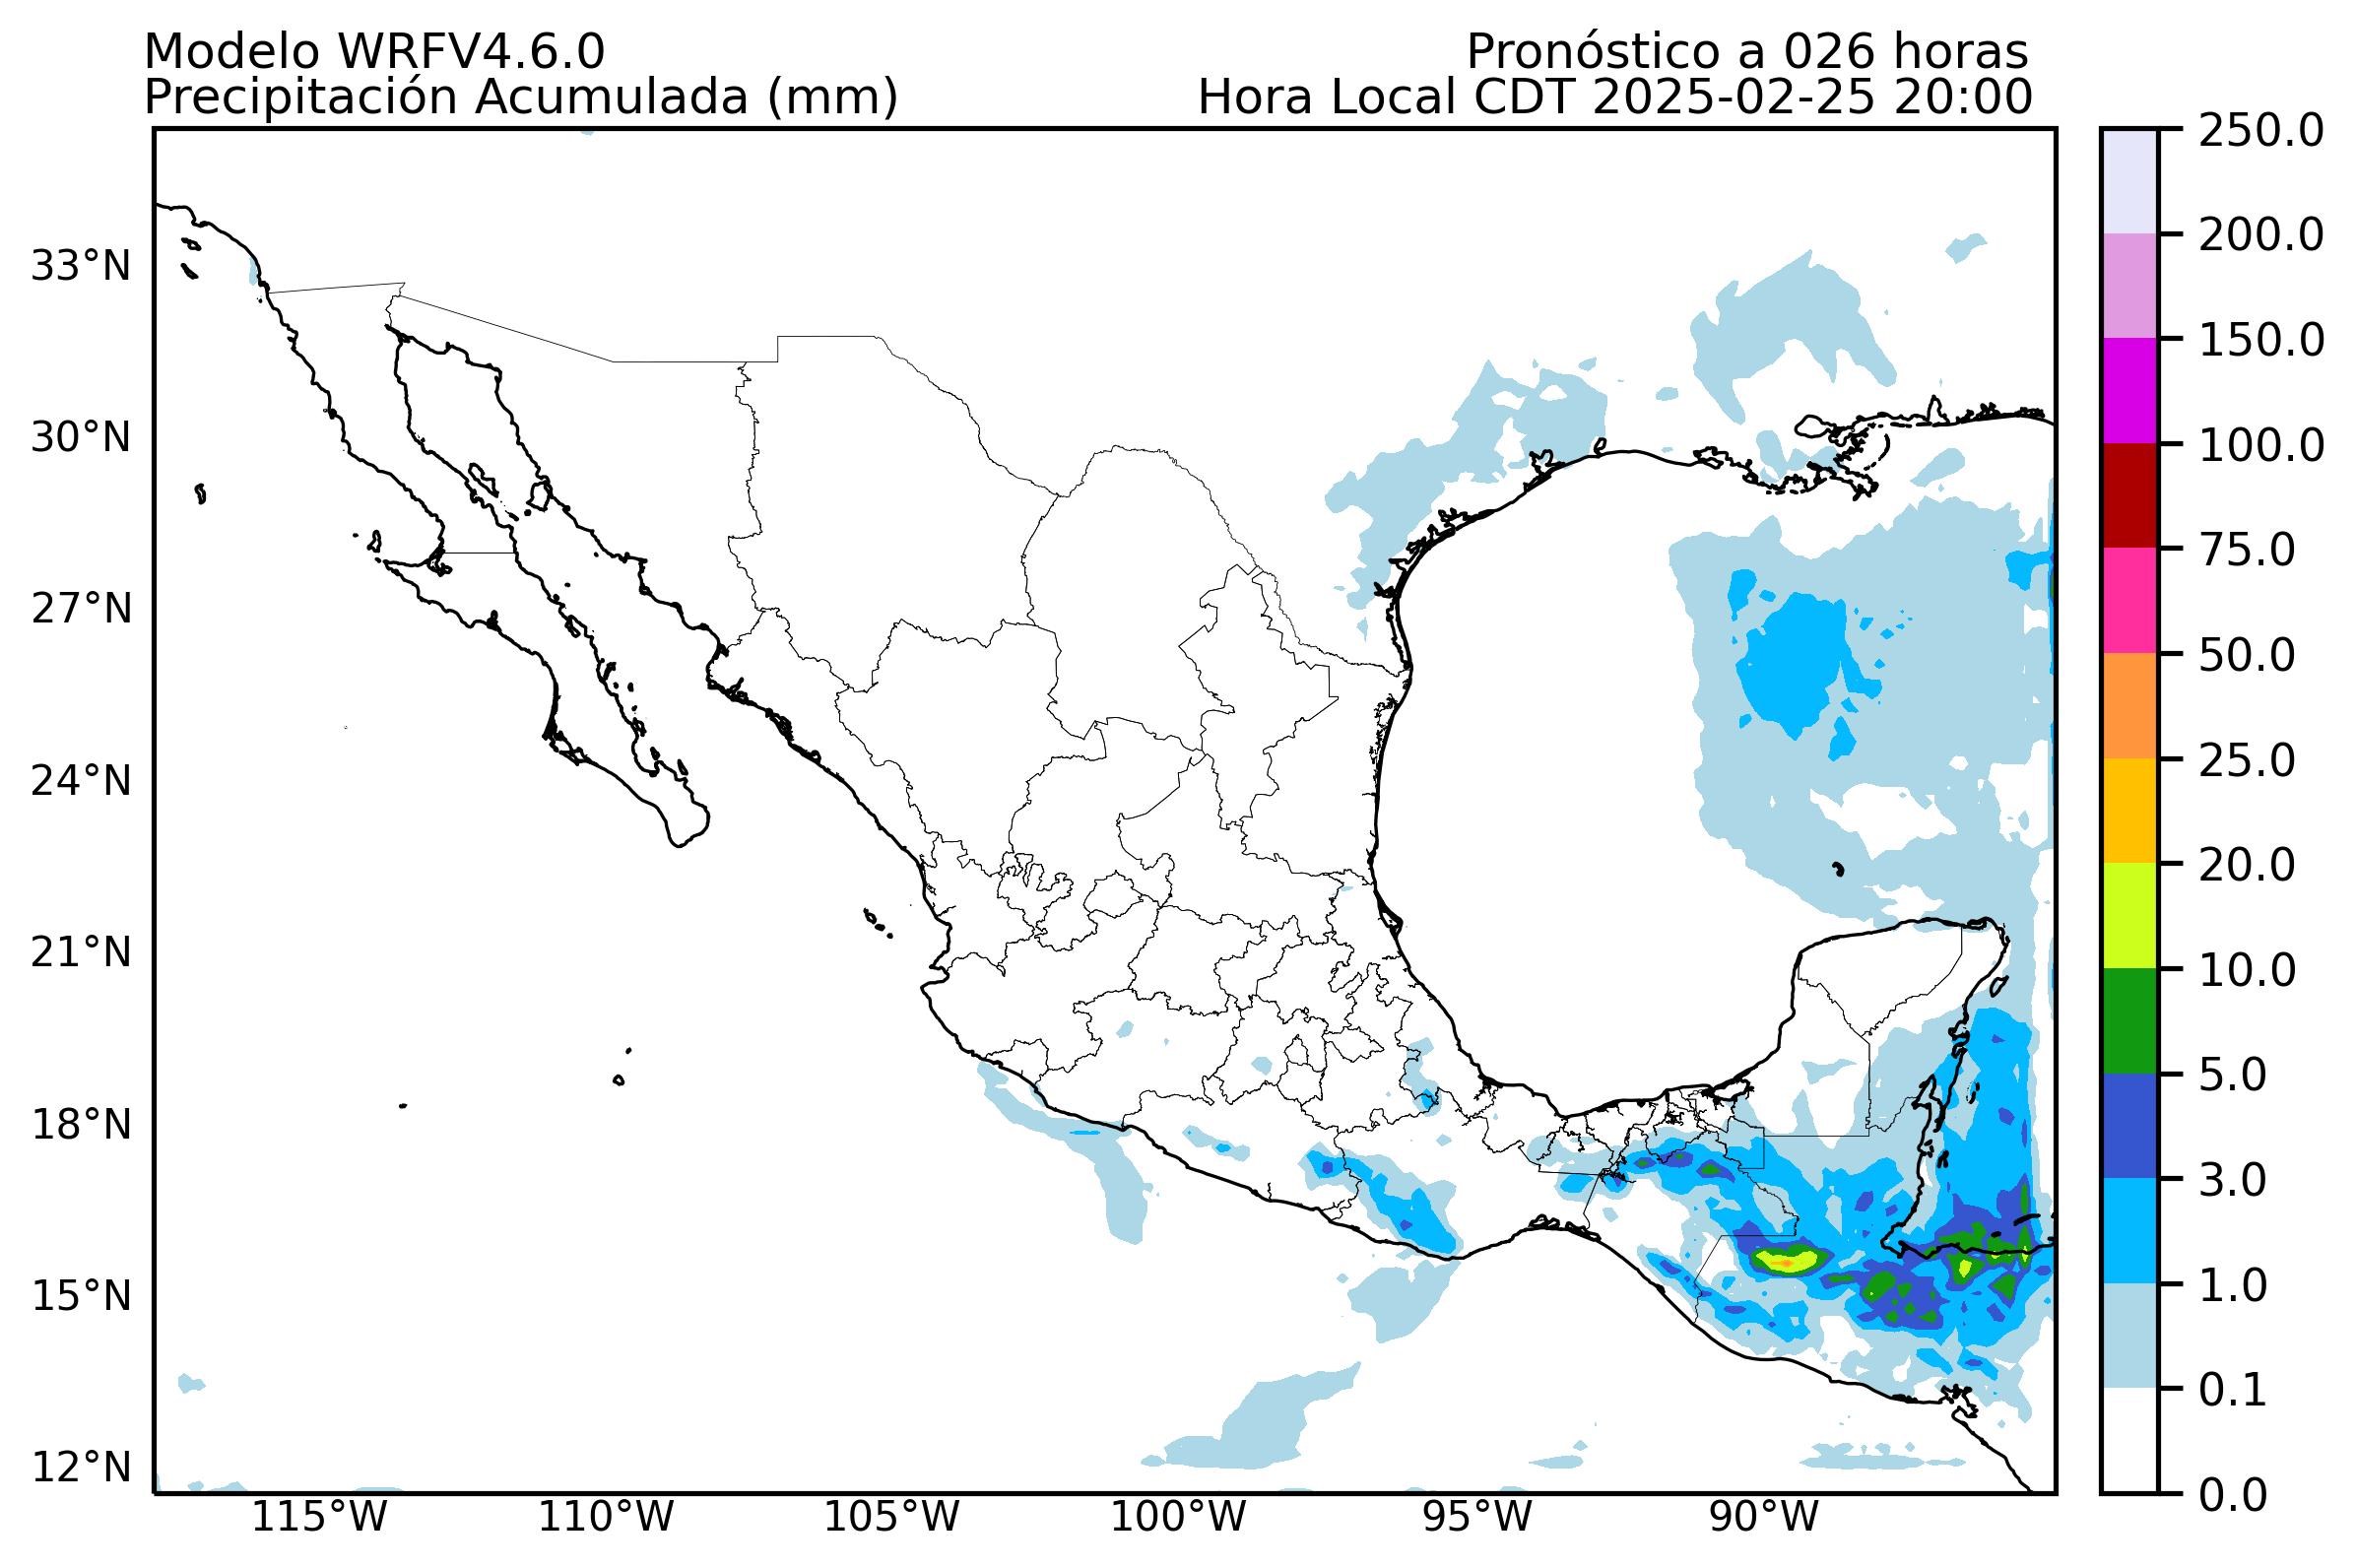 Modelo WRFV4.6.0
Pronóstico a 026 horas
Precipitación Acumulada (mm)
Hora Local CDT 2025-02-25 20:00
33°N
30°N
27°N
24°N
21°N
18°N
15°N
12°N
115°W
110°W
105°W
100°W
95°W
90°W
250.0
200.0
150.0
100.0
75.0
50.0
25.0
20.0
10.0
5.0
3.0
1.0
0.1
0.0